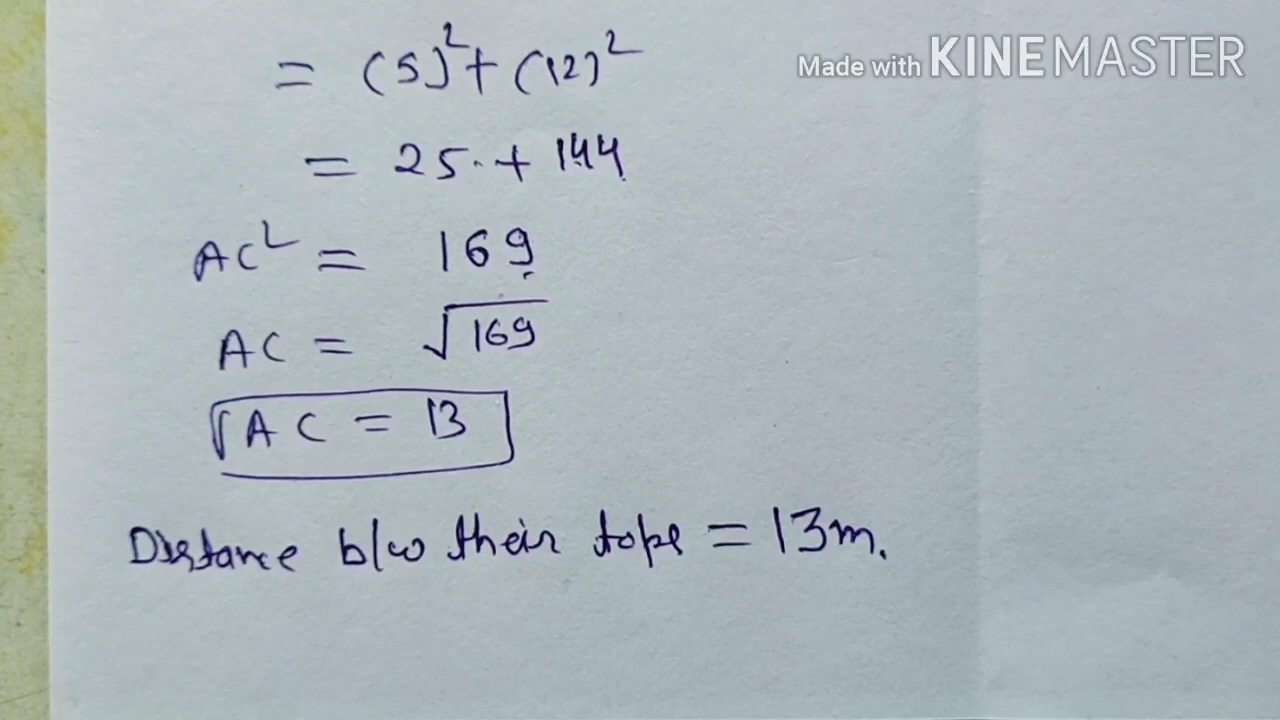 = (5)² + (12)²
Made with KINEMASTER
= 25 + 144
AC² = 169
AC = √169
AC = 13
Distance b/w their tops = 13m.